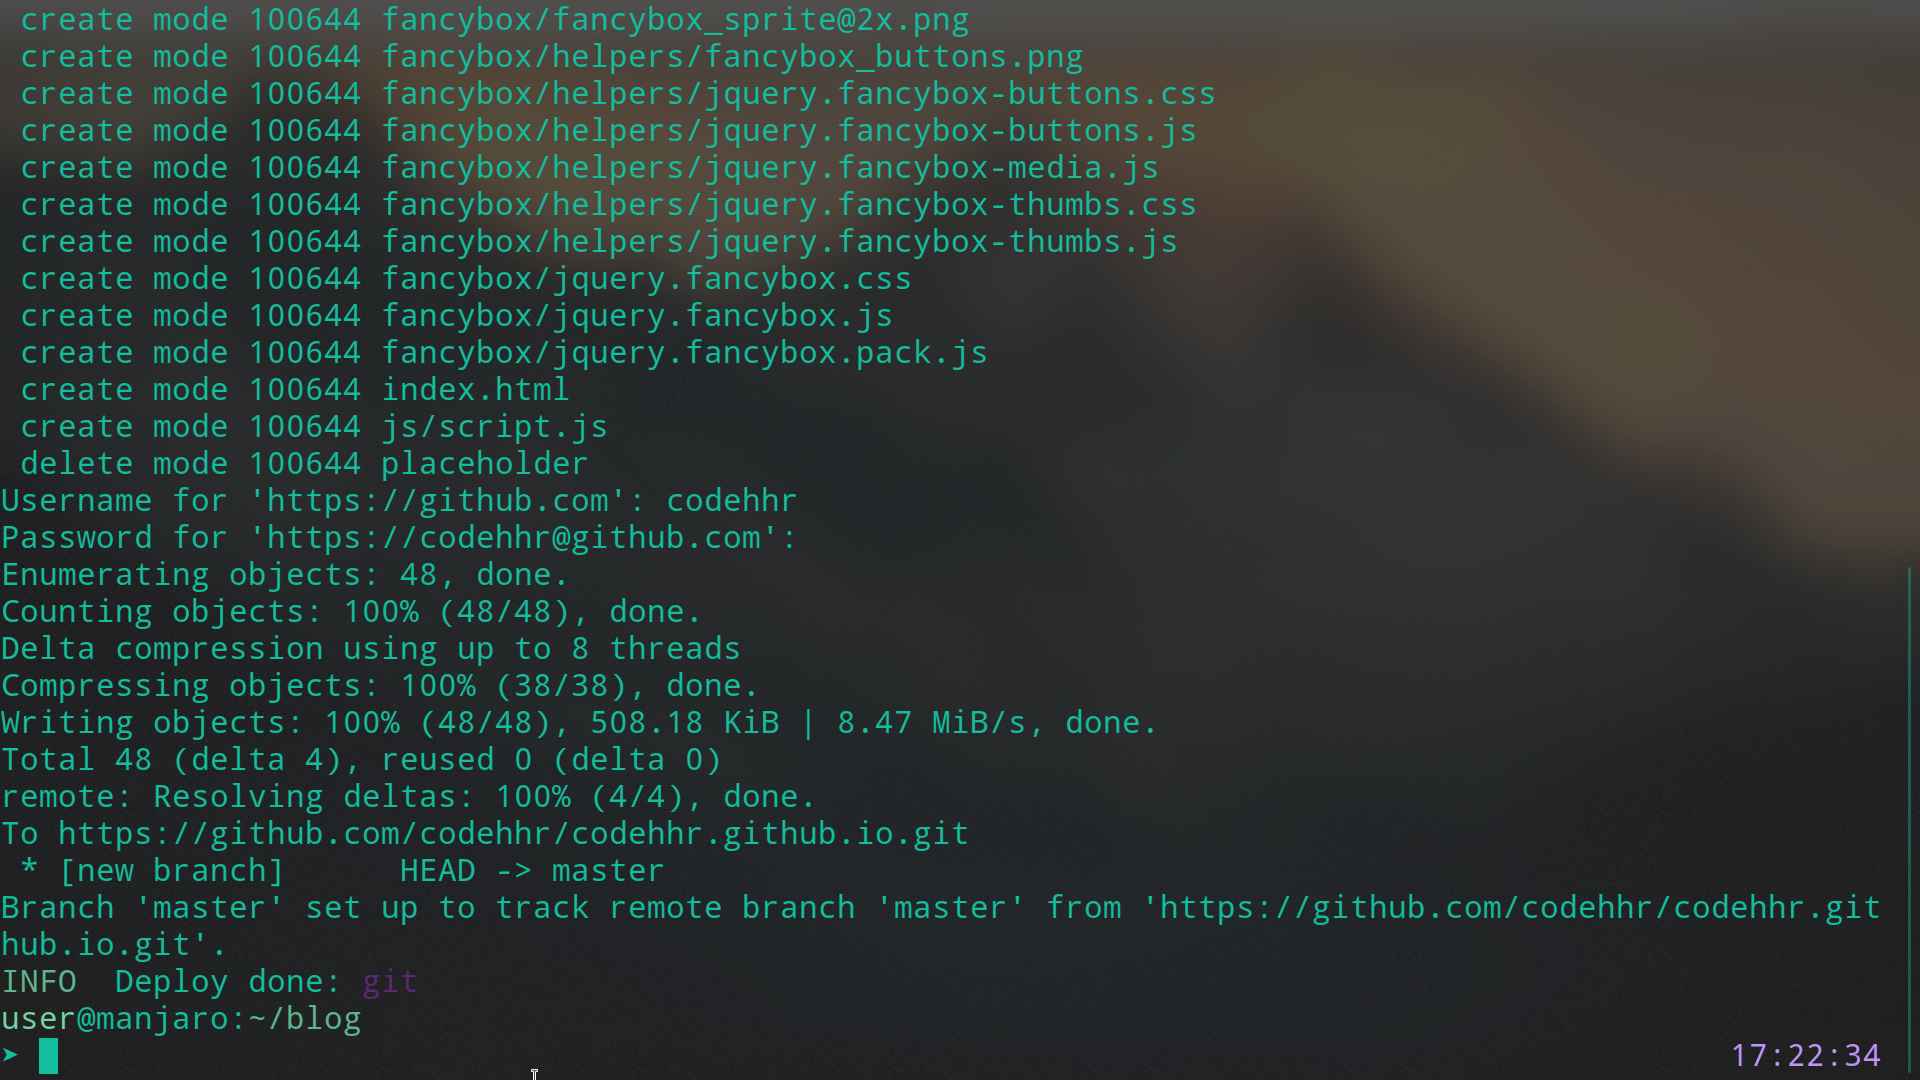 create mode 100644 fancybox/fancybox_sprite@2x.png
create mode 100644 fancybox/helpers/fancybox_buttons.png
create mode 100644 fancybox/helpers/jquery.fancybox-buttons.css
create mode 100644 fancybox/helpers/jquery.fancybox-buttons.js
create mode 100644 fancybox/helpers/jquery.fancybox-media.js
create mode 100644 fancybox/helpers/jquery.fancybox-thumbs.css
create mode 100644 fancybox/helpers/jquery.fancybox-thumbs.js
create mode 100644 fancybox/jquery.fancybox.css
create mode 100644 fancybox/jquery.fancybox.js
create mode 100644 fancybox/jquery.fancybox.pack.js
create mode 100644 index.html
create mode 100644 js/script.js
delete mode 100644 placeholder
Username for 'https://github.com': codehhr
Password for 'https://codehhr@github.com':
Enumerating objects: 48, done.
Counting objects: 100% (48/48), done.
Delta compression using up to 8 threads
Compressing objects: 100% (38/38), done.
Writing objects: 100% (48/48), 508.18 KiB | 8.47 MiB/s, done.
Total 48 (delta 4), reused 0 (delta 0)
remote: Resolving deltas: 100% (4/4), done.
To https://github.com/codehhr/codehhr.github.io.git
 * [new branch]      HEAD -> master
Branch 'master' set up to track remote branch 'master' from 'https://github.com/codehhr/codehhr.git
hub.io.git'.
INFO  Deploy done: git
user@manjaro:~/blog
➤ 17:22:34